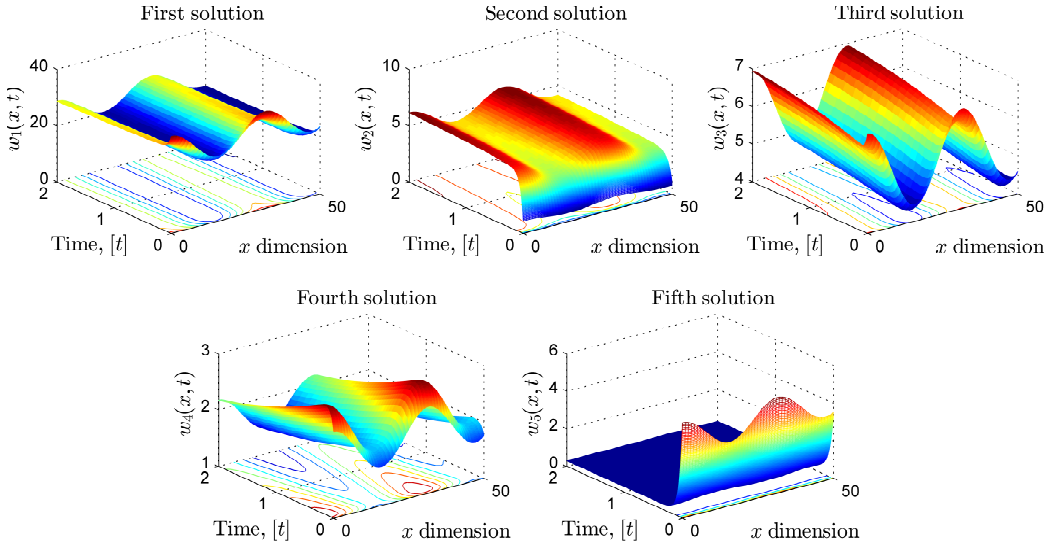 First solution
Second solution
Third solution
40
20
0
w1(x, t)
2
1
0
Time, [t]
0
50
x dimension
10
5
0
w2(x, t)
2
1
0
Time, [t]
0
50
x dimension
7
6
5
4
w3(x, t)
2
1
0
Time, [t]
0
50
x dimension
Fourth solution
Fifth solution
3
2
1
w4(x, t)
2
1
0
Time, [t]
0
50
x dimension
6
4
2
0
w5(x, t)
2
1
0
Time, [t]
0
50
x dimension